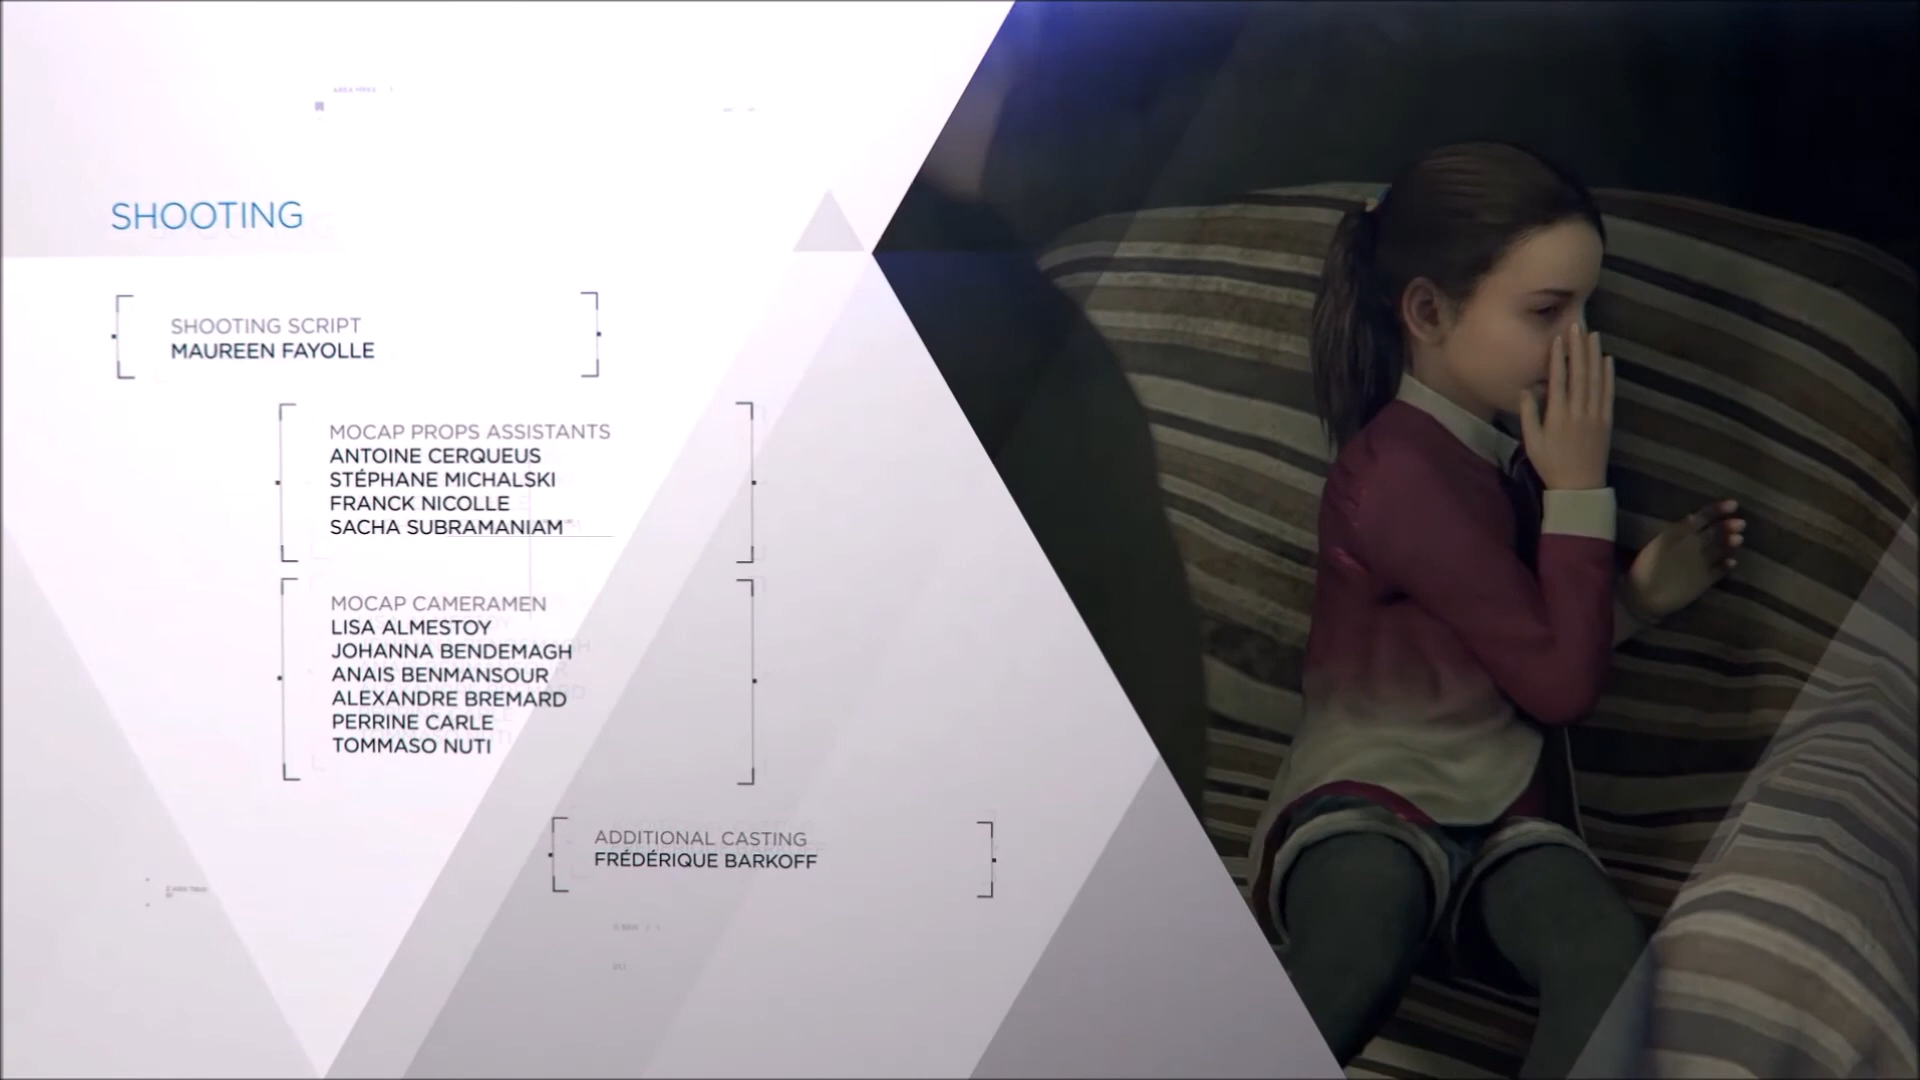 SHOOTING
SHOOTING SCRIPT
MAUREEN FAYOLLE
MOCAP PROPS ASSISTANTS
ANTOINE CERQUEUS
STÉPHANE MICHALSKI
FRANCK NICOLLE
SACHA SUBRAMANIAM
MOCAP CAMERAMEN
LISA ALMESTOY
JOHANNA BENDEMAGH
ANAIS BENMANSOUR
ALEXANDRE BREMARD
PERRINE CARLE
TOMMASO NUTI
ADDITIONAL CASTING
FRÉDÉRIQUE BARKOFF